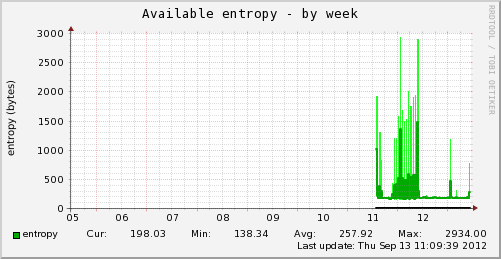 Available entropy - by week
RRDTOOL / TOBI OETIKER
entropy (bytes)
3000
2500
2000
1500
1000
500
0
05 06 07 08 09 10 11 12
entropy Cur: 198.03 Min: 138.34 Avg: 257.92 Max: 2934.00
Last update: Thu Sep 13 11:09:39 2012